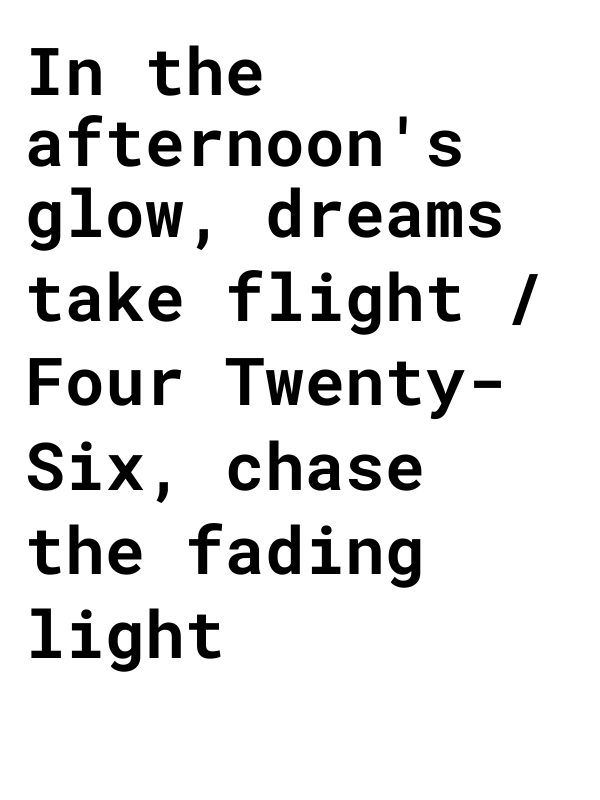 In the
afternoon's
glow, dreams
take flight /
Four Twenty-
Six, chase
the fading
light